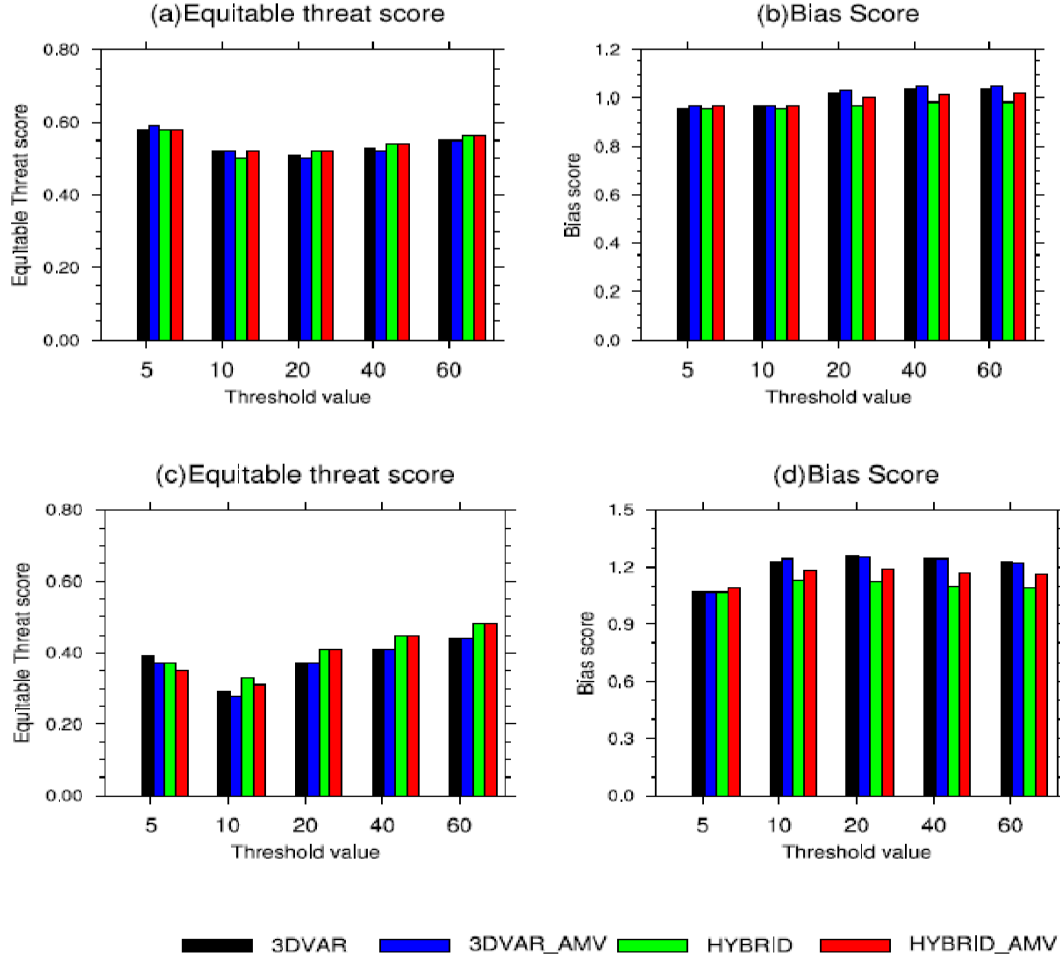 (a)Equitable threat score
0.80
0.60
0.40
0.20
0.00
Equitable Threat score
5 10 20 40 60
Threshold value
(b)Bias Score
1.2
1.0
0.8
0.6
0.4
0.2
0.0
Bias score
5 10 20 40 60
Threshold value
(c)Equitable threat score
0.80
0.60
0.40
0.20
0.00
Equitable Threat score
5 10 20 40 60
Threshold value
(d)Bias Score
1.5
1.2
0.9
0.6
0.3
0.0
Bias score
5 10 20 40 60
Threshold value
3DVAR 3DVAR_AMV HYBRID HYBRID_AMV